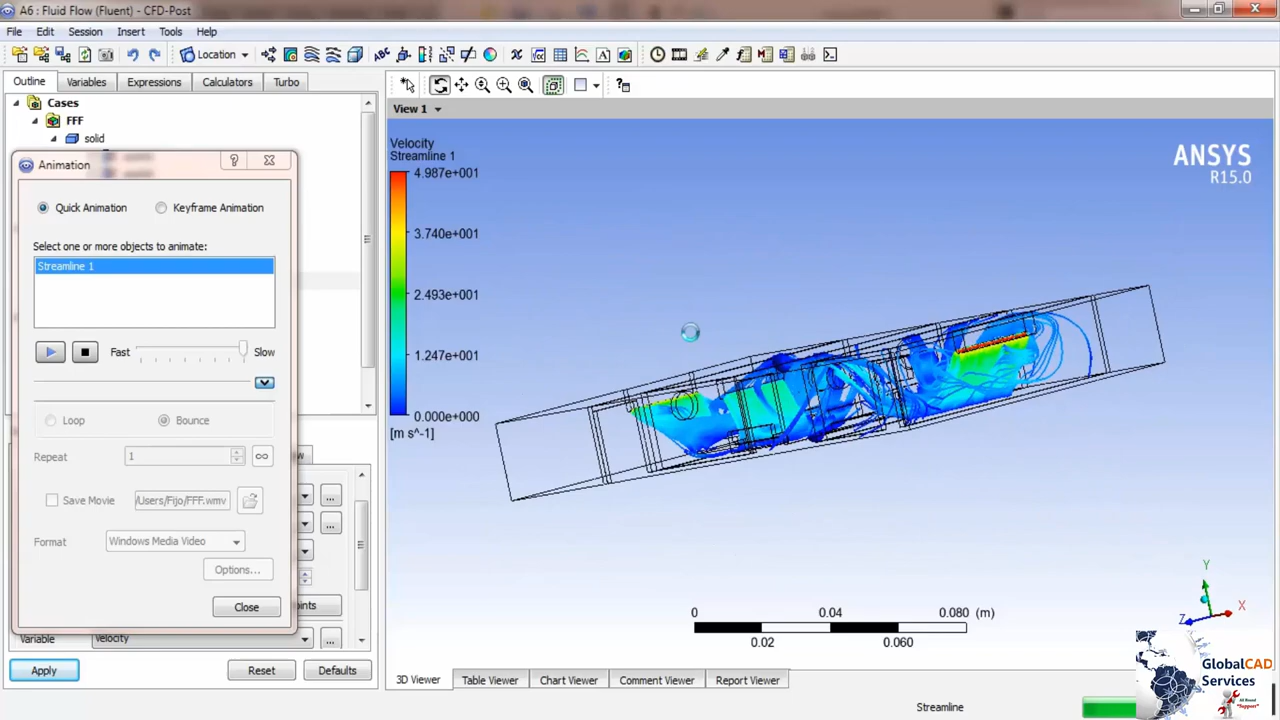 A6 : Fluid Flow (Fluent) - CFD-Post
File Edit Session Insert Tools Help
Location
Outline Variables Expressions Calculators Turbo
Cases
FFF
solid
Animation
Quick Animation Keyframe Animation
Select one or more objects to animate:
Streamline 1
Fast Slow
Loop Bounce
Repeat 1
Save Movie /Users/Fijo/FFF.wmv
Format Windows Media Video
Options...
Close
Variable Velocity
Apply Reset Defaults
View 1
Velocity
Streamline 1
4.987e+001
3.740e+001
2.493e+001
1.247e+001
0.000e+000
[m s^-1]
ANSYS
R15.0
0 0.04 0.080 (m)
0.02 0.060
Y
X
Z
3D Viewer Table Viewer Chart Viewer Comment Viewer Report Viewer
Streamline
GlobalCAD
Services
"Support"